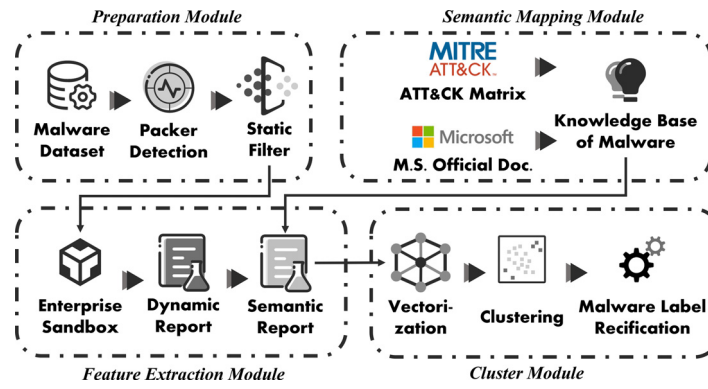 Preparation Module
Malware
Dataset
Packer
Detection
Static
Filter
Semantic Mapping Module
MITRE
ATT&CK™
ATT&CK Matrix
Microsoft
M.S. Official Doc.
Knowledge Base
of Malware
Enterprise
Sandbox
Dynamic
Report
Semantic
Report
Feature Extraction Module
Vectori-
zation
Clustering
Malware Label
Recification
Cluster Module